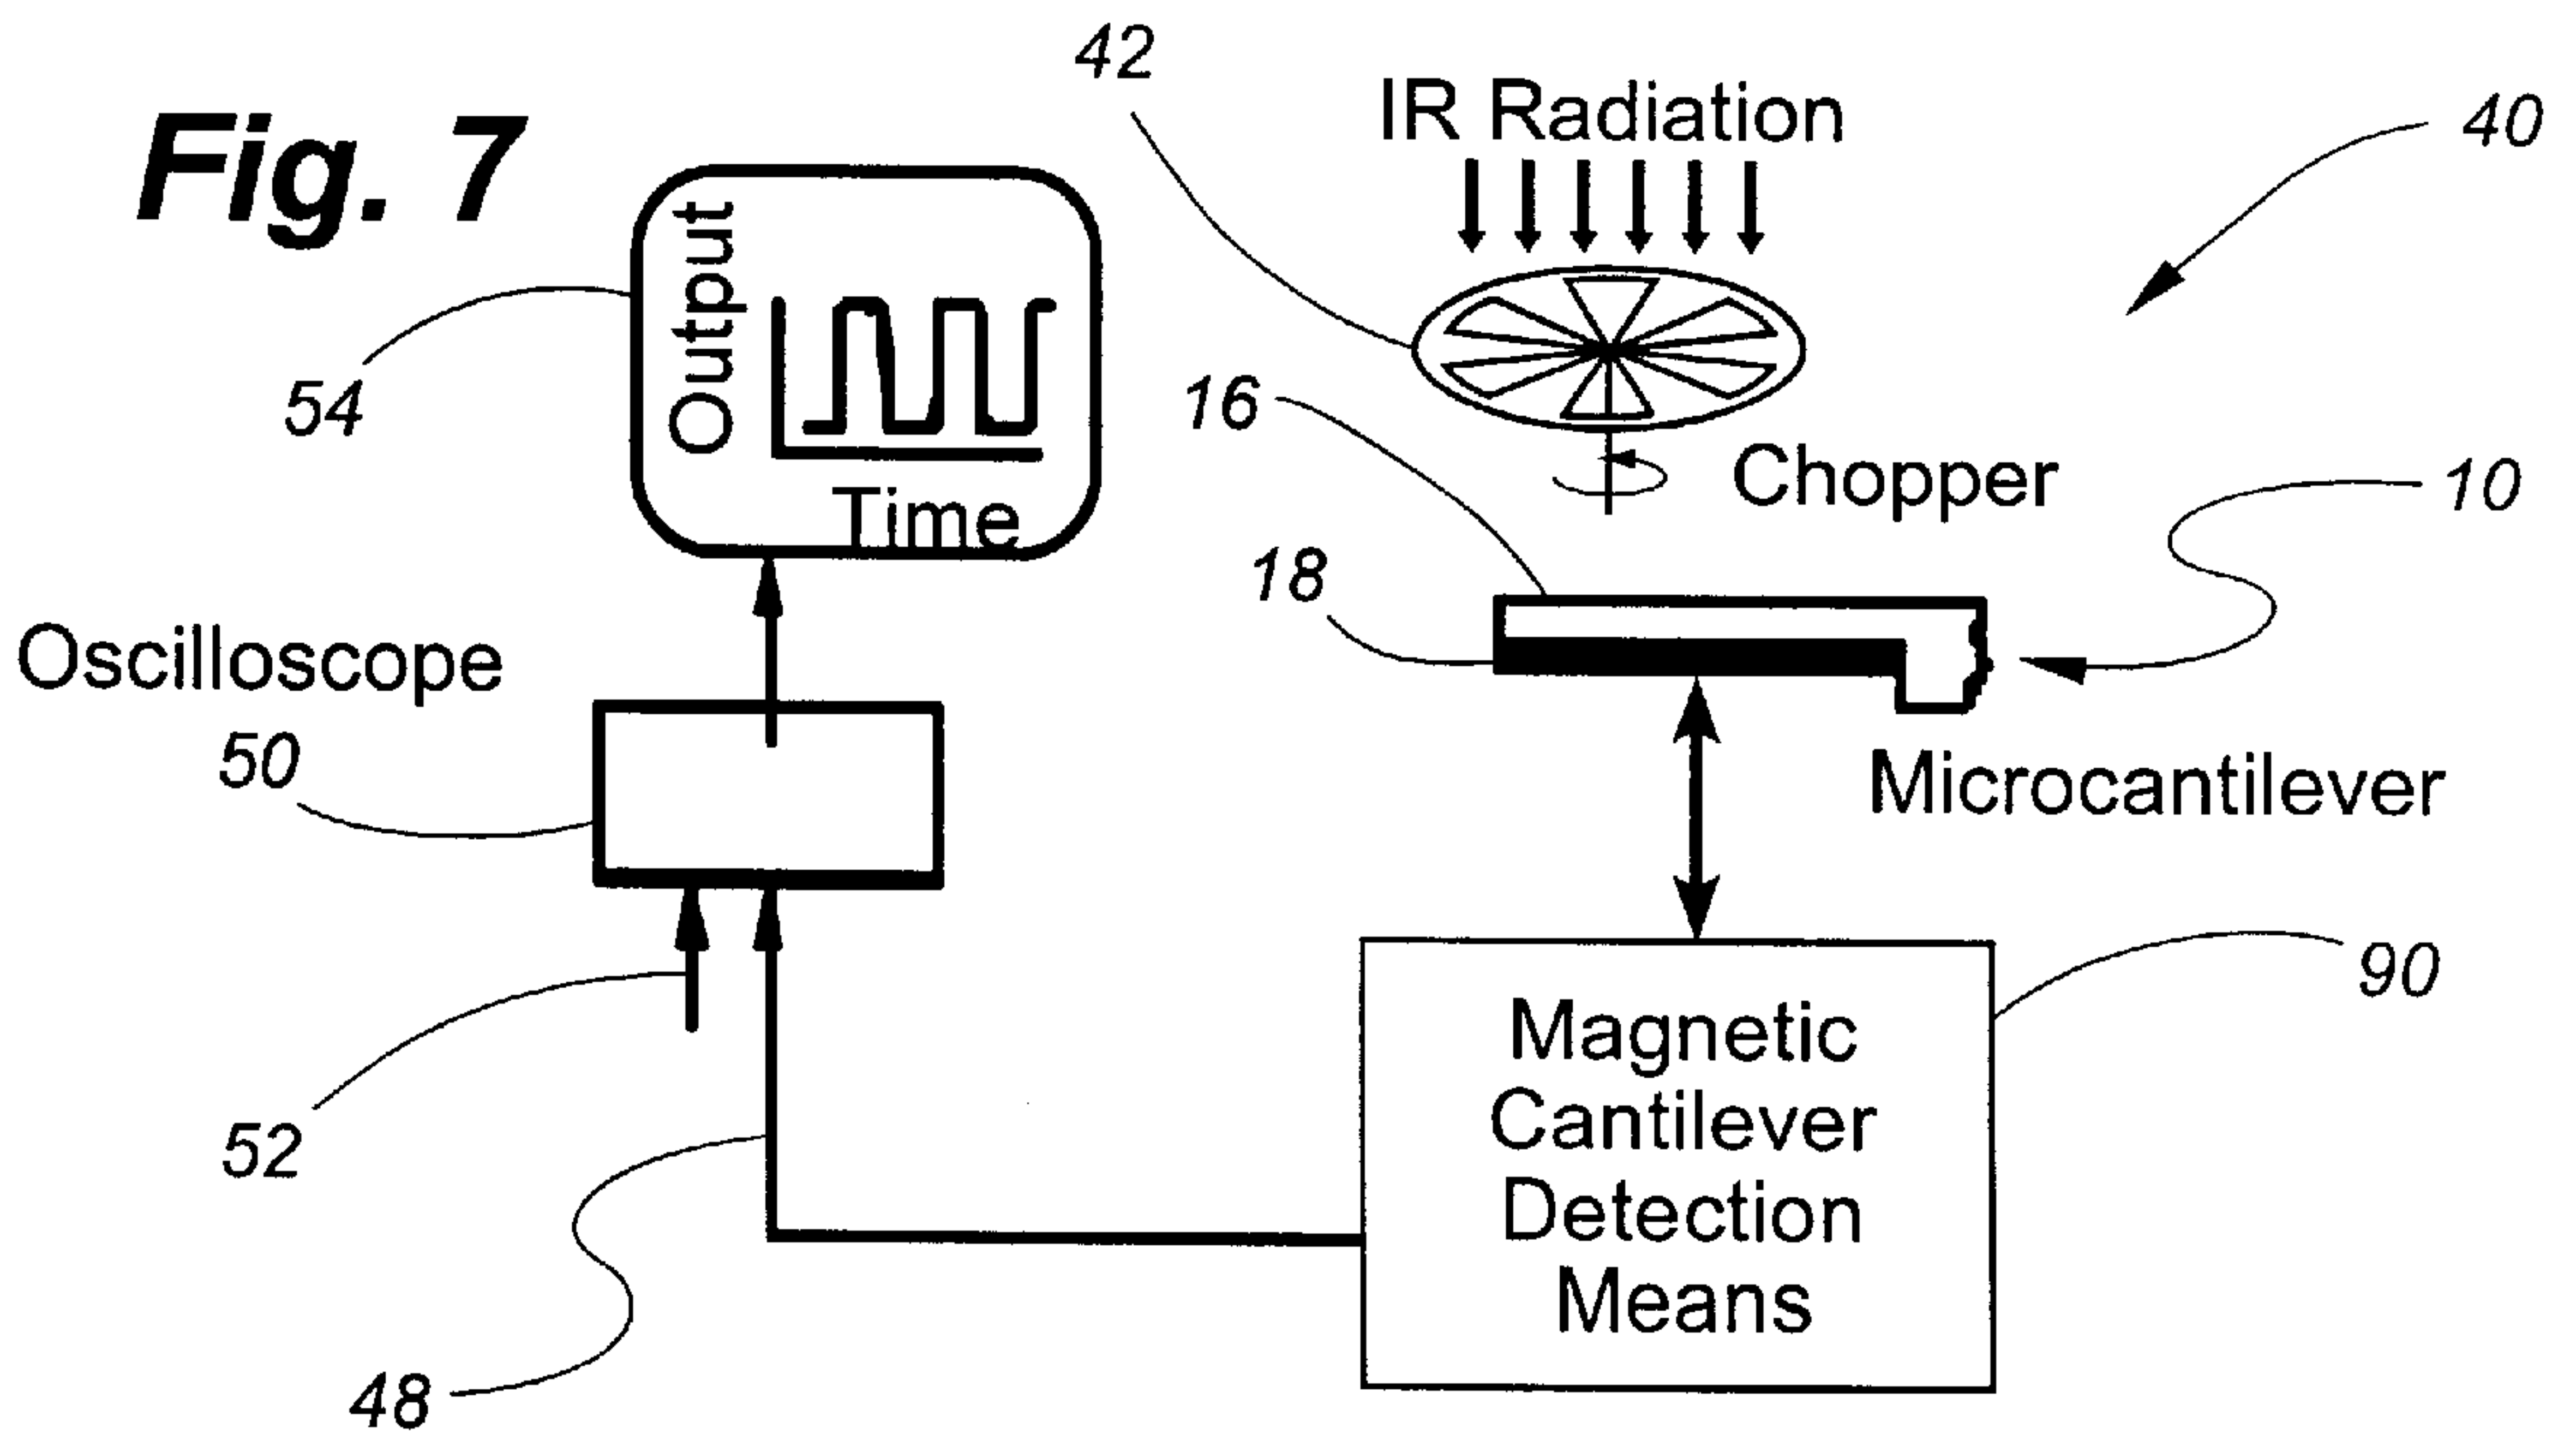 Fig. 7
42
IR Radiation
40
Output
Time
54
16
Chopper
10
18
Oscilloscope
50
Microcantilever
90
52
Magnetic
Cantilever
Detection
Means
48